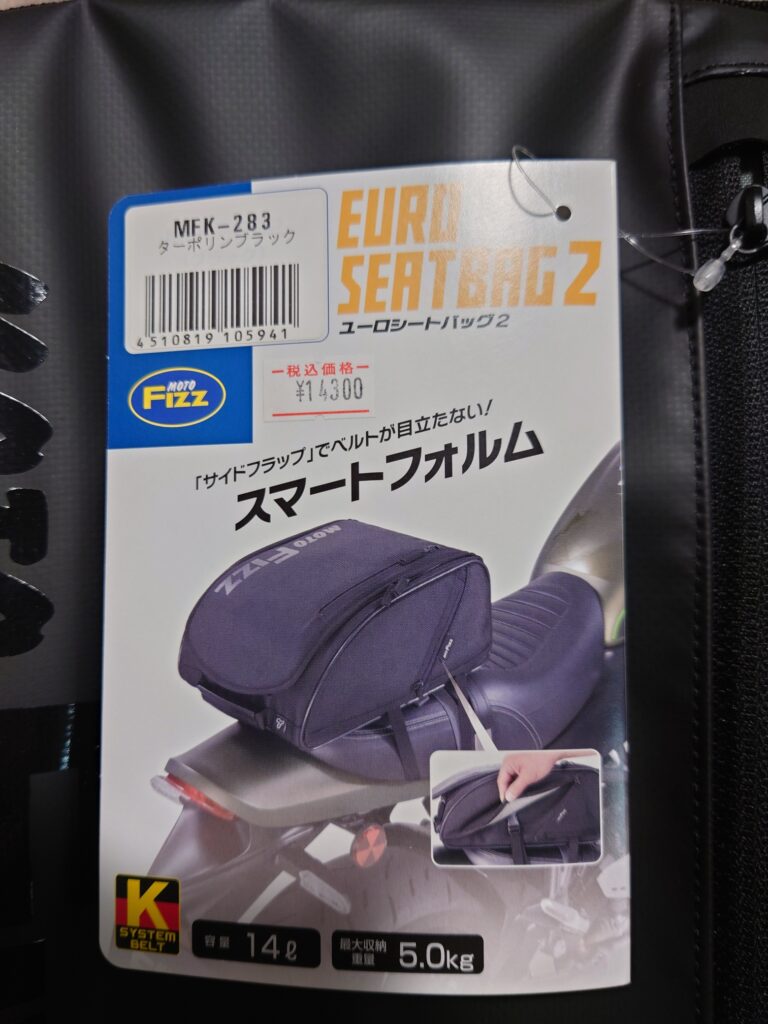 MFK-283
ターポリンブラック
4510819 105941
EURO
SEATBAG2
ユーロシートバッグ2
MOTO
FIZZ
税込価格
¥14300
「サイドフラップ」でベルトが目立たない!
スマートフォルム
MOTO FIZZ
K
SYSTEM
BELT
容量 14ℓ
最大収納重量 5.0kg